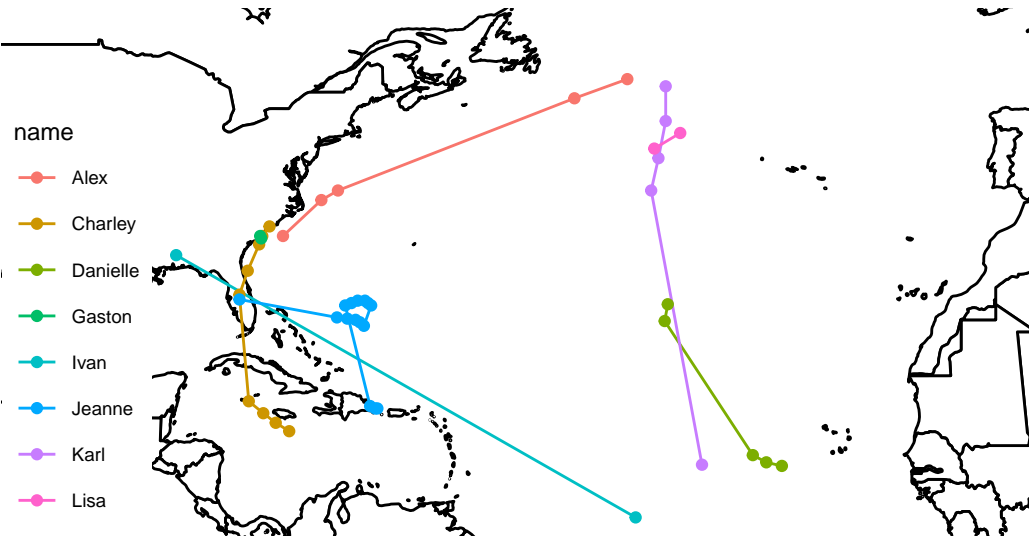 name
Alex
Charley
Danielle
Gaston
Ivan
Jeanne
Karl
Lisa